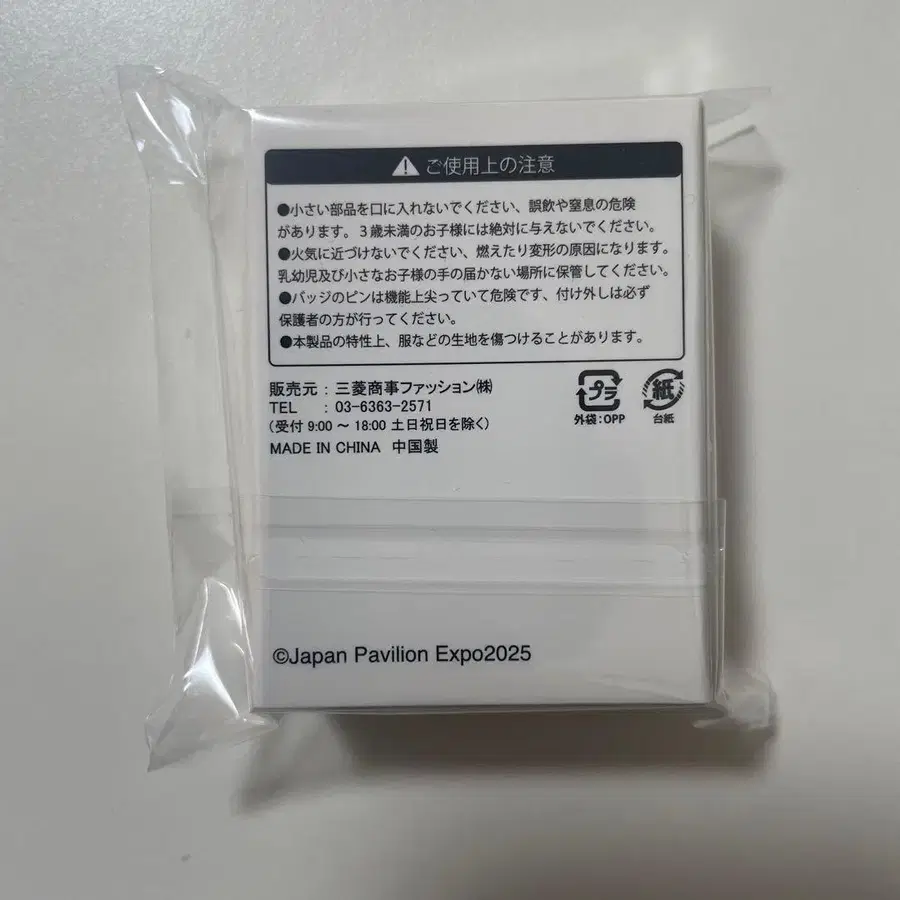 ⚠ ご使用上の注意
●小さい部品を口に入れないでください、誤飲や窒息の危険
があります。3歳未満のお子様には絶対に与えないでください。
●火気に近づけないでください、燃えたり変形の原因になります。
乳幼児及び小さなお子様の手の届かない場所に保管してください。
●バッジのピンは機能上尖っていて危険です、付け外しは必ず
保護者の方が行ってください。
●本製品の特性上、服などの生地を傷つけることがあります。
販売元：三菱商事ファッション㈱
TEL ：03-6363-2571
(受付 9:00 ～ 18:00 土日祝日を除く)
MADE IN CHINA 中国製
プラ
外袋：OPP
紙
台紙
©Japan Pavilion Expo2025